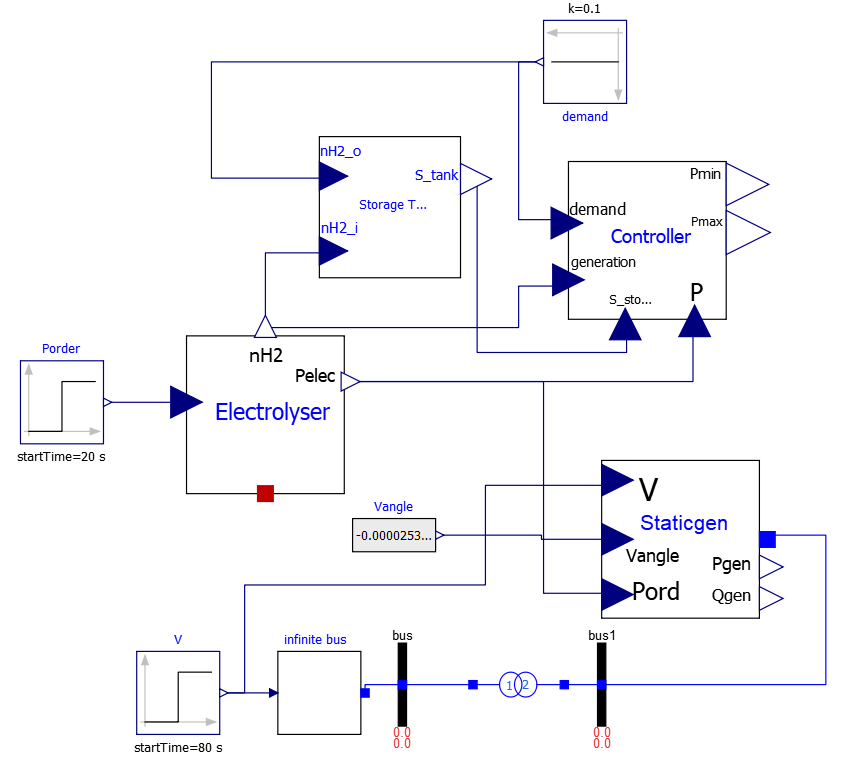 k=0.1
demand
nH2_o
S_tank
Storage T...
nH2_i
Pmin
demand
Pmax
Controller
generation
S_sto...
P
Porder
nH2
Pelec
Electrolyser
startTime=20 s
Vangle
-0.0000253...
V
Staticgen
Vangle
Pgen
Pord
Qgen
V
infinite bus
bus
bus1
1
2
0.0
0.0
0.0
0.0
startTime=80 s